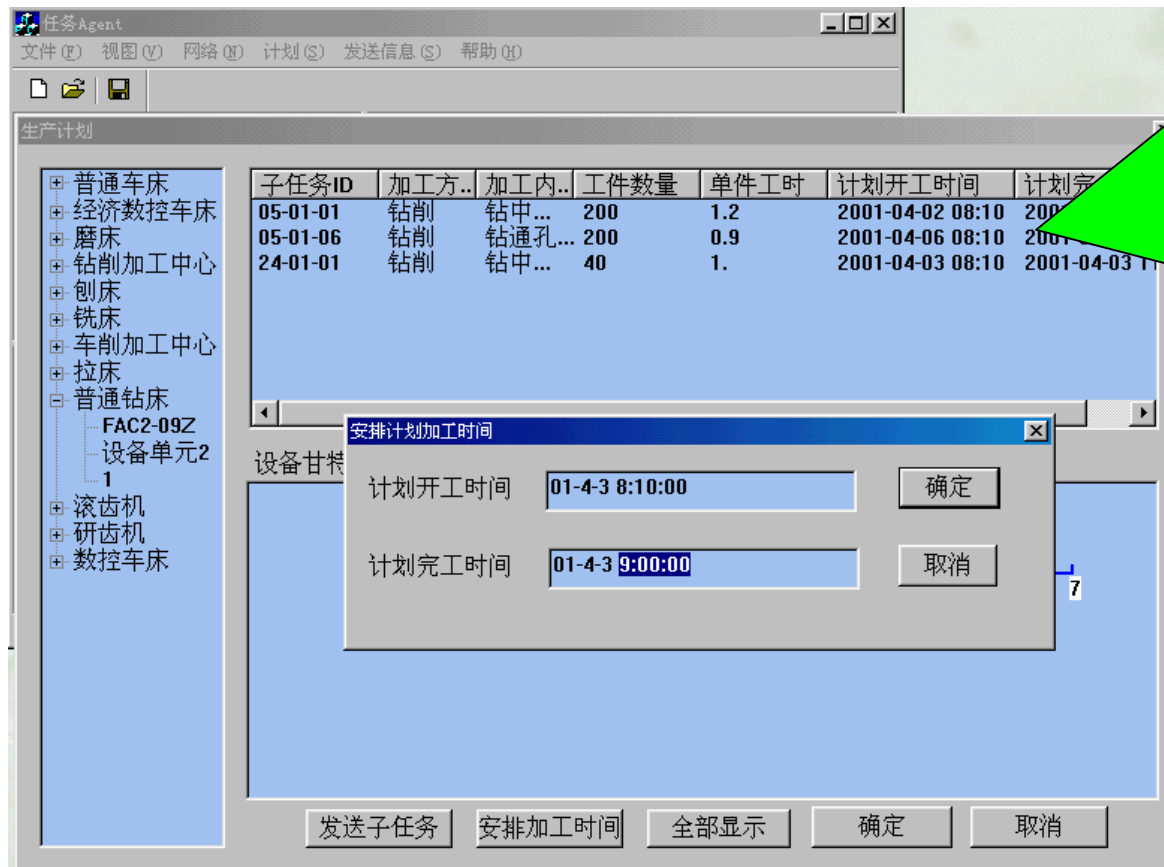 任务Agent
文件(F) 视图(V) 网络(N) 计划(S) 发送信息(S) 帮助(H)
生产计划
普通车床
经济数控车床
磨床
钻削加工中心
刨床
铣床
车削加工中心
拉床
普通钻床
FAC2-09Z
设备单元2
1
滚齿机
研齿机
数控车床
子任务ID 加工方.. 加工内.. 工件数量 单件工时 计划开工时间 计划完
05-01-01 钻削 钻中... 200 1.2 2001-04-02 08:10 200
05-01-06 钻削 钻通孔... 200 0.9 2001-04-06 08:10 2001-
24-01-01 钻削 钻中... 40 1. 2001-04-03 08:10 2001-04-03 11
设备甘特
安排计划加工时间
计划开工时间 01-4-3 8:10:00 确定
计划完工时间 01-4-3 9:00:00 取消
7
发送子任务 安排加工时间 全部显示 确定 取消